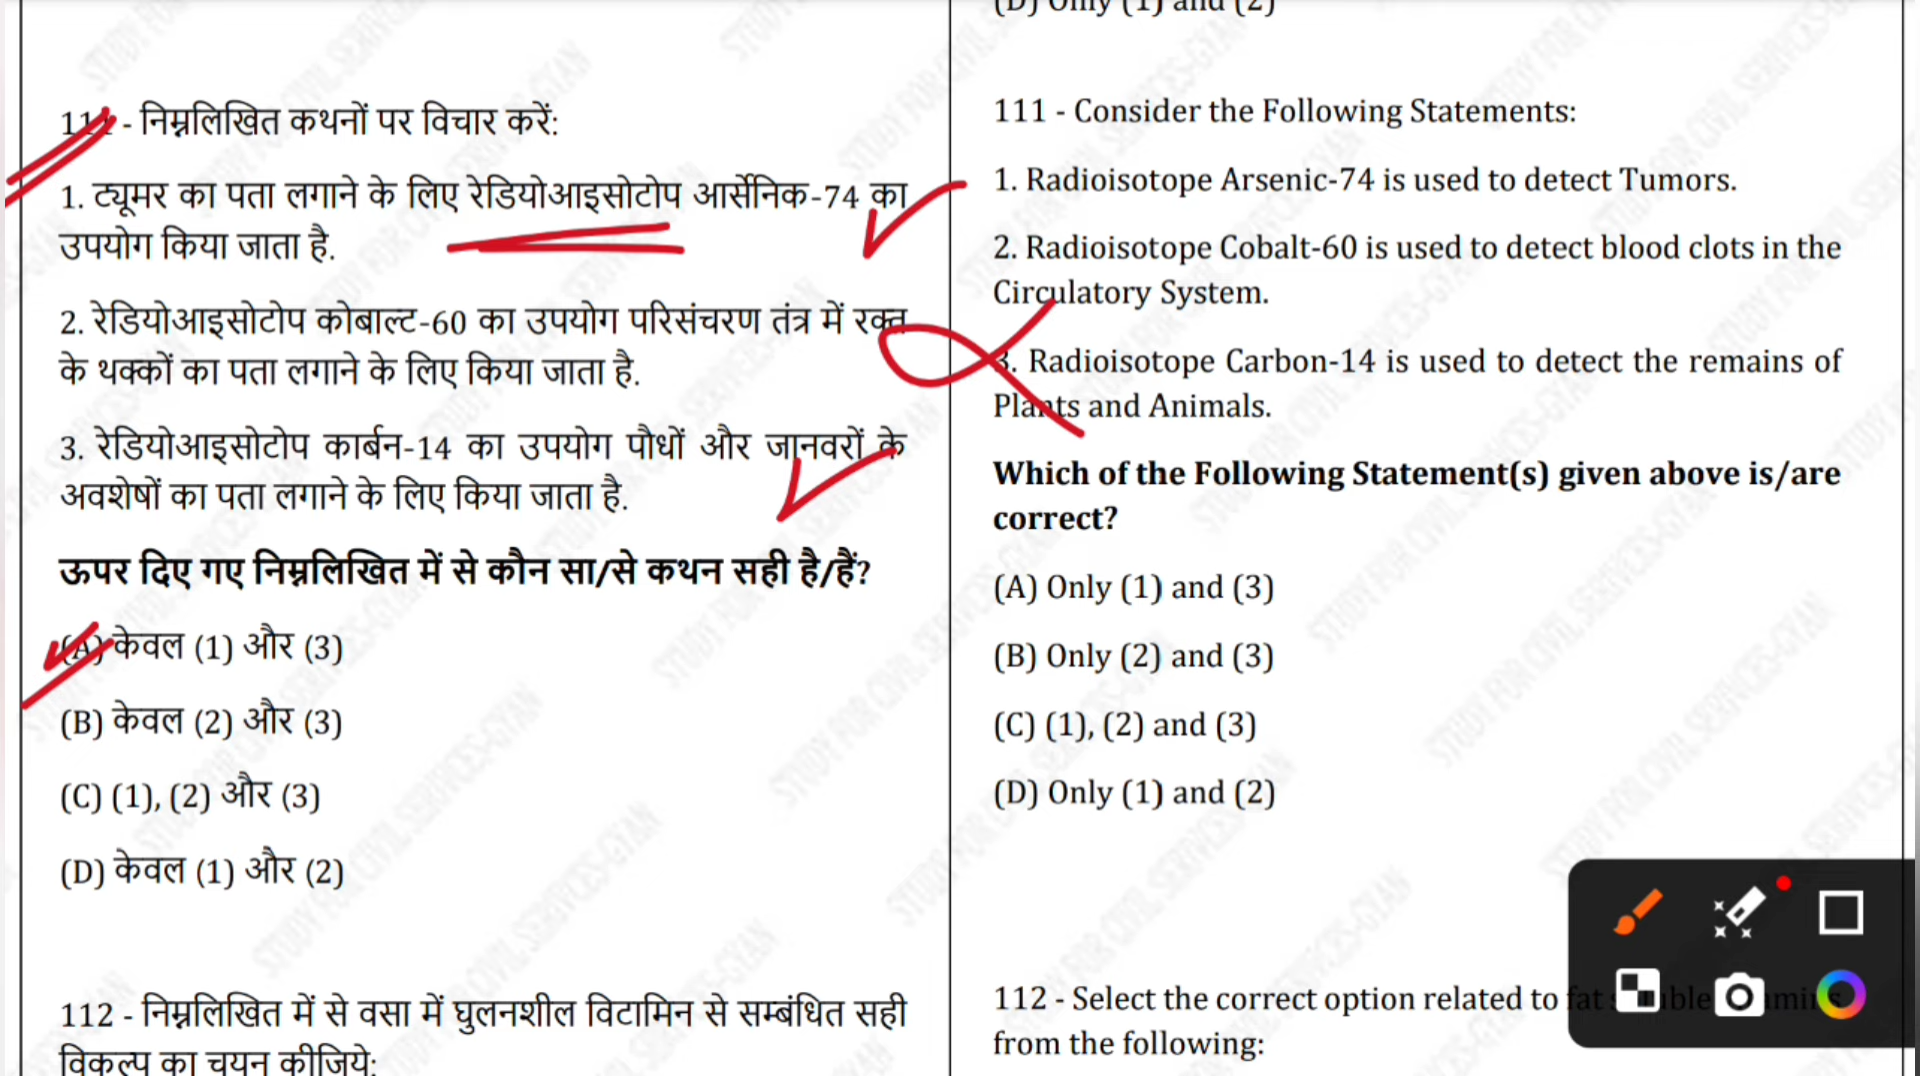 111 - निम्नलिखित कथनों पर विचार करें:
1. ट्यूमर का पता लगाने के लिए रेडियोआइसोटोप आर्सेनिक-74 का
उपयोग किया जाता है.
2. रेडियोआइसोटोप कोबाल्ट-60 का उपयोग परिसंचरण तंत्र में रक्त
के थक्कों का पता लगाने के लिए किया जाता है.
3. रेडियोआइसोटोप कार्बन-14 का उपयोग पौधों और जानवरों के
अवशेषों का पता लगाने के लिए किया जाता है.
ऊपर दिए गए निम्नलिखित में से कौन सा/से कथन सही है/हैं?
(A) केवल (1) और (3)
(B) केवल (2) और (3)
(C) (1), (2) और (3)
(D) केवल (1) और (2)
112 - निम्नलिखित में से वसा में घुलनशील विटामिन से सम्बंधित सही
विकल्प का चयन कीजिये:
(D) Only (1) and (2)
111 - Consider the Following Statements:
1. Radioisotope Arsenic-74 is used to detect Tumors.
2. Radioisotope Cobalt-60 is used to detect blood clots in the
Circulatory System.
3. Radioisotope Carbon-14 is used to detect the remains of
Plants and Animals.
Which of the Following Statement(s) given above is/are
correct?
(A) Only (1) and (3)
(B) Only (2) and (3)
(C) (1), (2) and (3)
(D) Only (1) and (2)
112 - Select the correct option related to fat
from the following:
STUDY FOR CIVIL SERVICES-GYAN